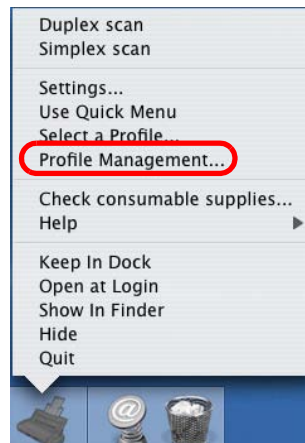 Duplex scan
Simplex scan
Settings...
Use Quick Menu
Select a Profile...
Profile Management...
Check consumable supplies...
Help
Keep In Dock
Open at Login
Show In Finder
Hide
Quit
@